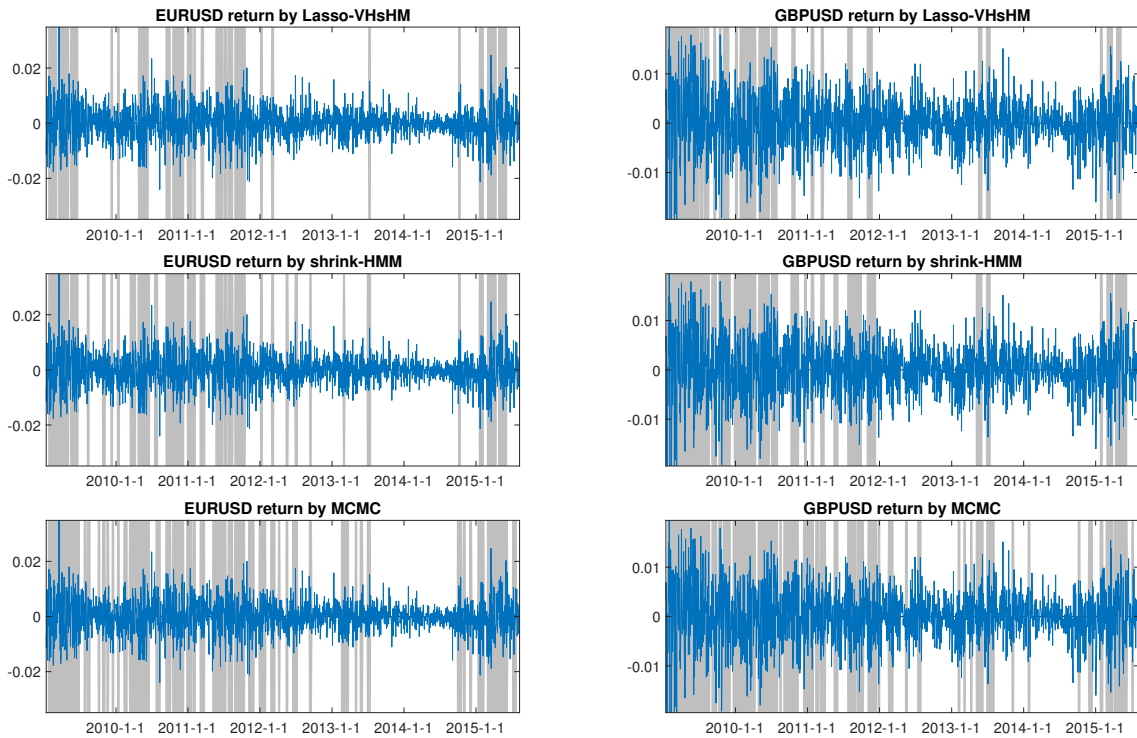 EURUSD return by Lasso-VHsHM
0.02
0
-0.02
2010-1-1 2011-1-1 2012-1-1 2013-1-1 2014-1-1 2015-1-1
GBPUSD return by Lasso-VHsHM
0.01
0
-0.01
2010-1-1 2011-1-1 2012-1-1 2013-1-1 2014-1-1 2015-1-1
EURUSD return by shrink-HMM
0.02
0
-0.02
2010-1-1 2011-1-1 2012-1-1 2013-1-1 2014-1-1 2015-1-1
GBPUSD return by shrink-HMM
0.01
0
-0.01
2010-1-1 2011-1-1 2012-1-1 2013-1-1 2014-1-1 2015-1-1
EURUSD return by MCMC
0.02
0
-0.02
2010-1-1 2011-1-1 2012-1-1 2013-1-1 2014-1-1 2015-1-1
GBPUSD return by MCMC
0.01
0
-0.01
2010-1-1 2011-1-1 2012-1-1 2013-1-1 2014-1-1 2015-1-1